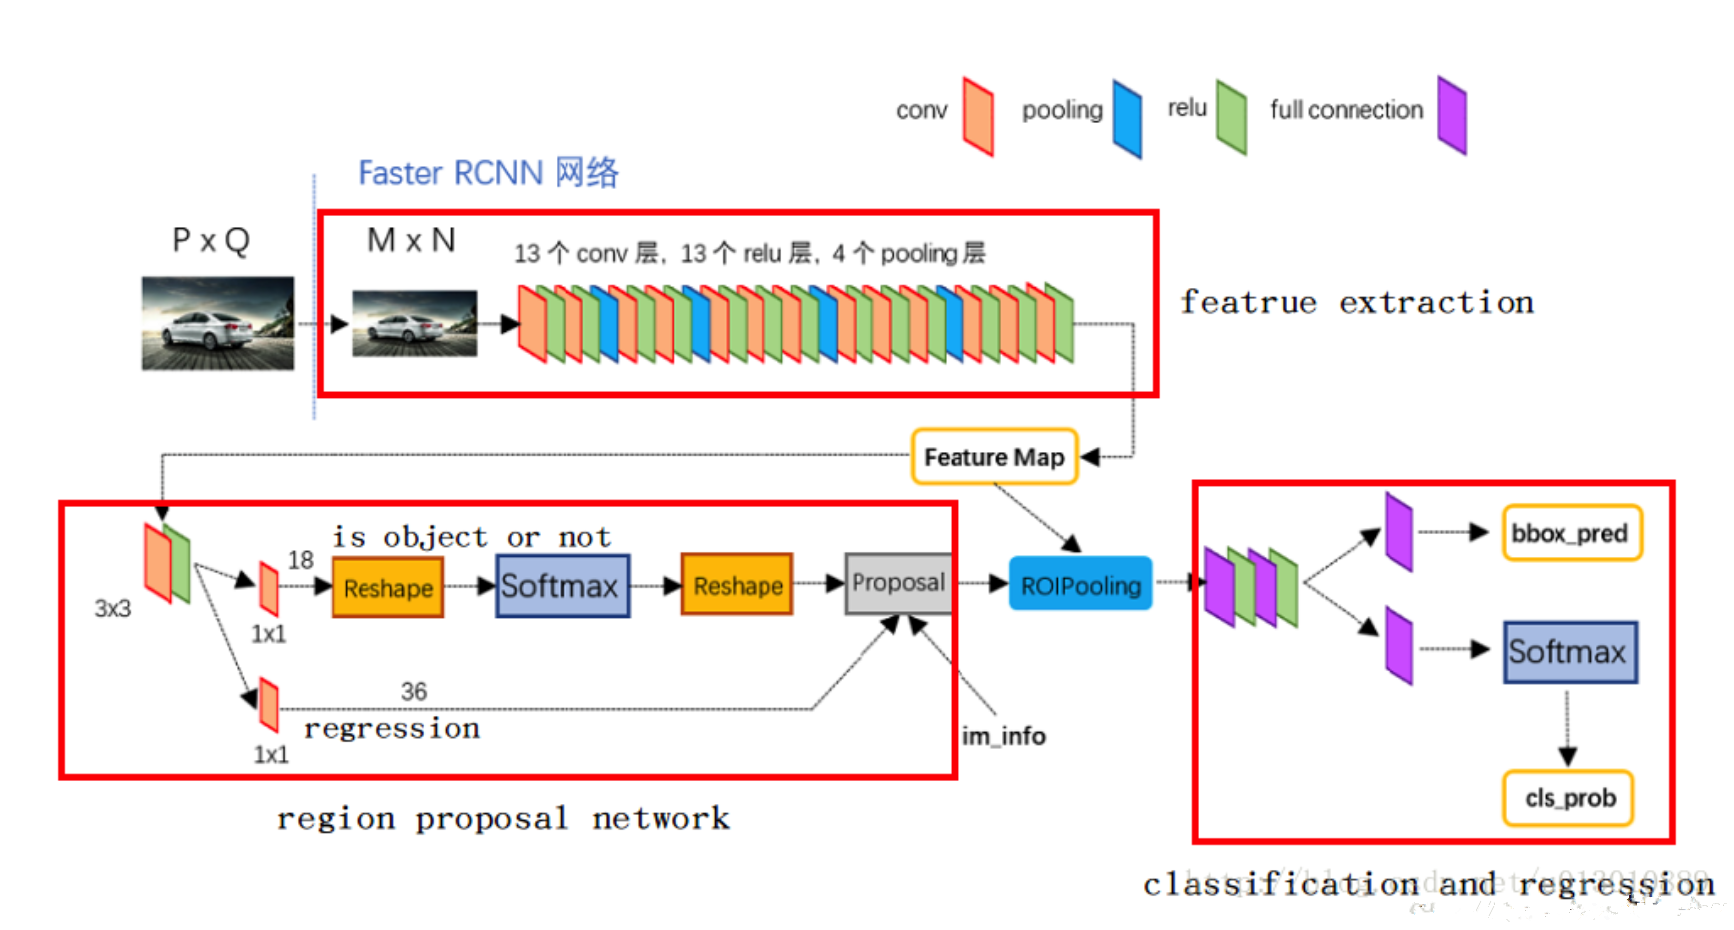 conv pooling relu full connection
Faster RCNN 网络
P x Q
M x N
13 个 conv 层, 13 个 relu 层, 4 个 pooling 层
featrue extraction
Feature Map
is object or not
18
Reshape
Softmax
Reshape
Proposal
ROIPooling
bbox_pred
3x3
1x1
Softmax
36
regression
1x1
im_info
cls_prob
region proposal network
classification and regression